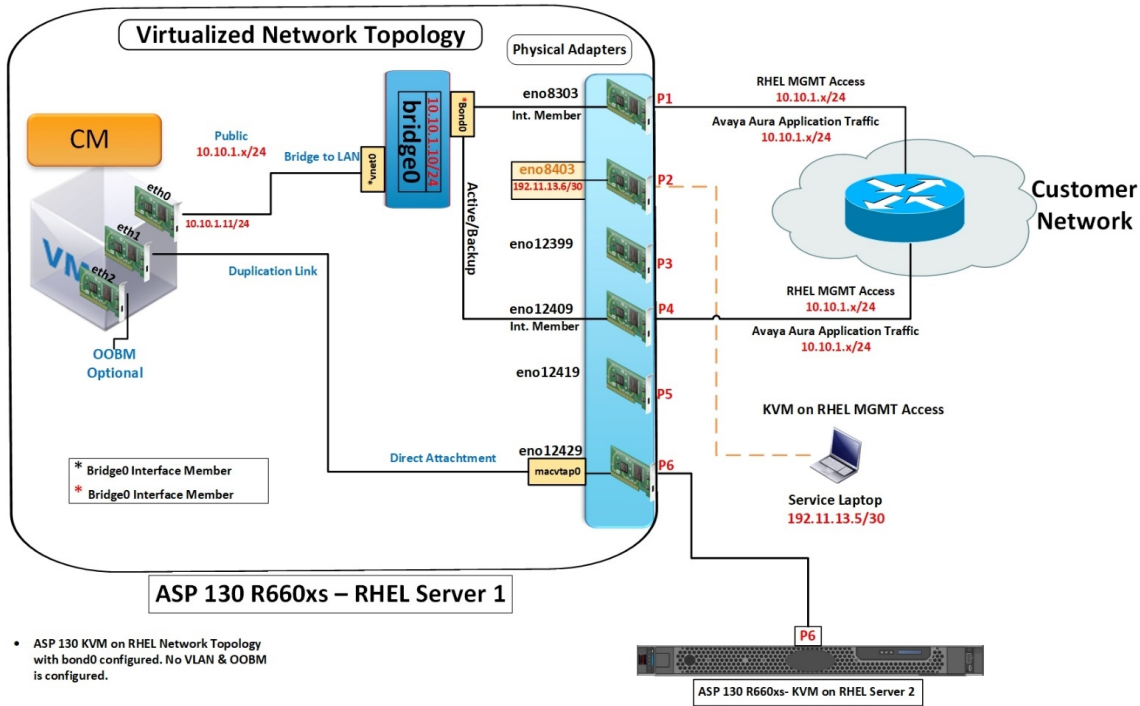 Virtualized Network Topology
Physical Adapters
CM
VM
eth0
eth1
eth2
10.10.1.11/24
OOBM
Optional
Public
10.10.1.x/24
Bridge to LAN
*vnet0
bridge0
10.10.1.10/24
*Bond0
Active/Backup
Duplication Link
Direct Attachtment
macvtap0
eno8303
Int. Member
P1
eno8403
192.11.13.6/30
P2
eno12399
P3
eno12409
Int. Member
P4
eno12419
P5
eno12429
P6
RHEL MGMT Access
10.10.1.x/24
Avaya Aura Application Traffic
10.10.1.x/24
Customer
Network
RHEL MGMT Access
10.10.1.x/24
Avaya Aura Application Traffic
10.10.1.x/24
KVM on RHEL MGMT Access
Service Laptop
192.11.13.5/30
* Bridge0 Interface Member
* Bridge0 Interface Member
ASP 130 R660xs – RHEL Server 1
• ASP 130 KVM on RHEL Network Topology
with bond0 configured. No VLAN & OOBM
is configured.
P6
ASP 130 R660xs- KVM on RHEL Server 2